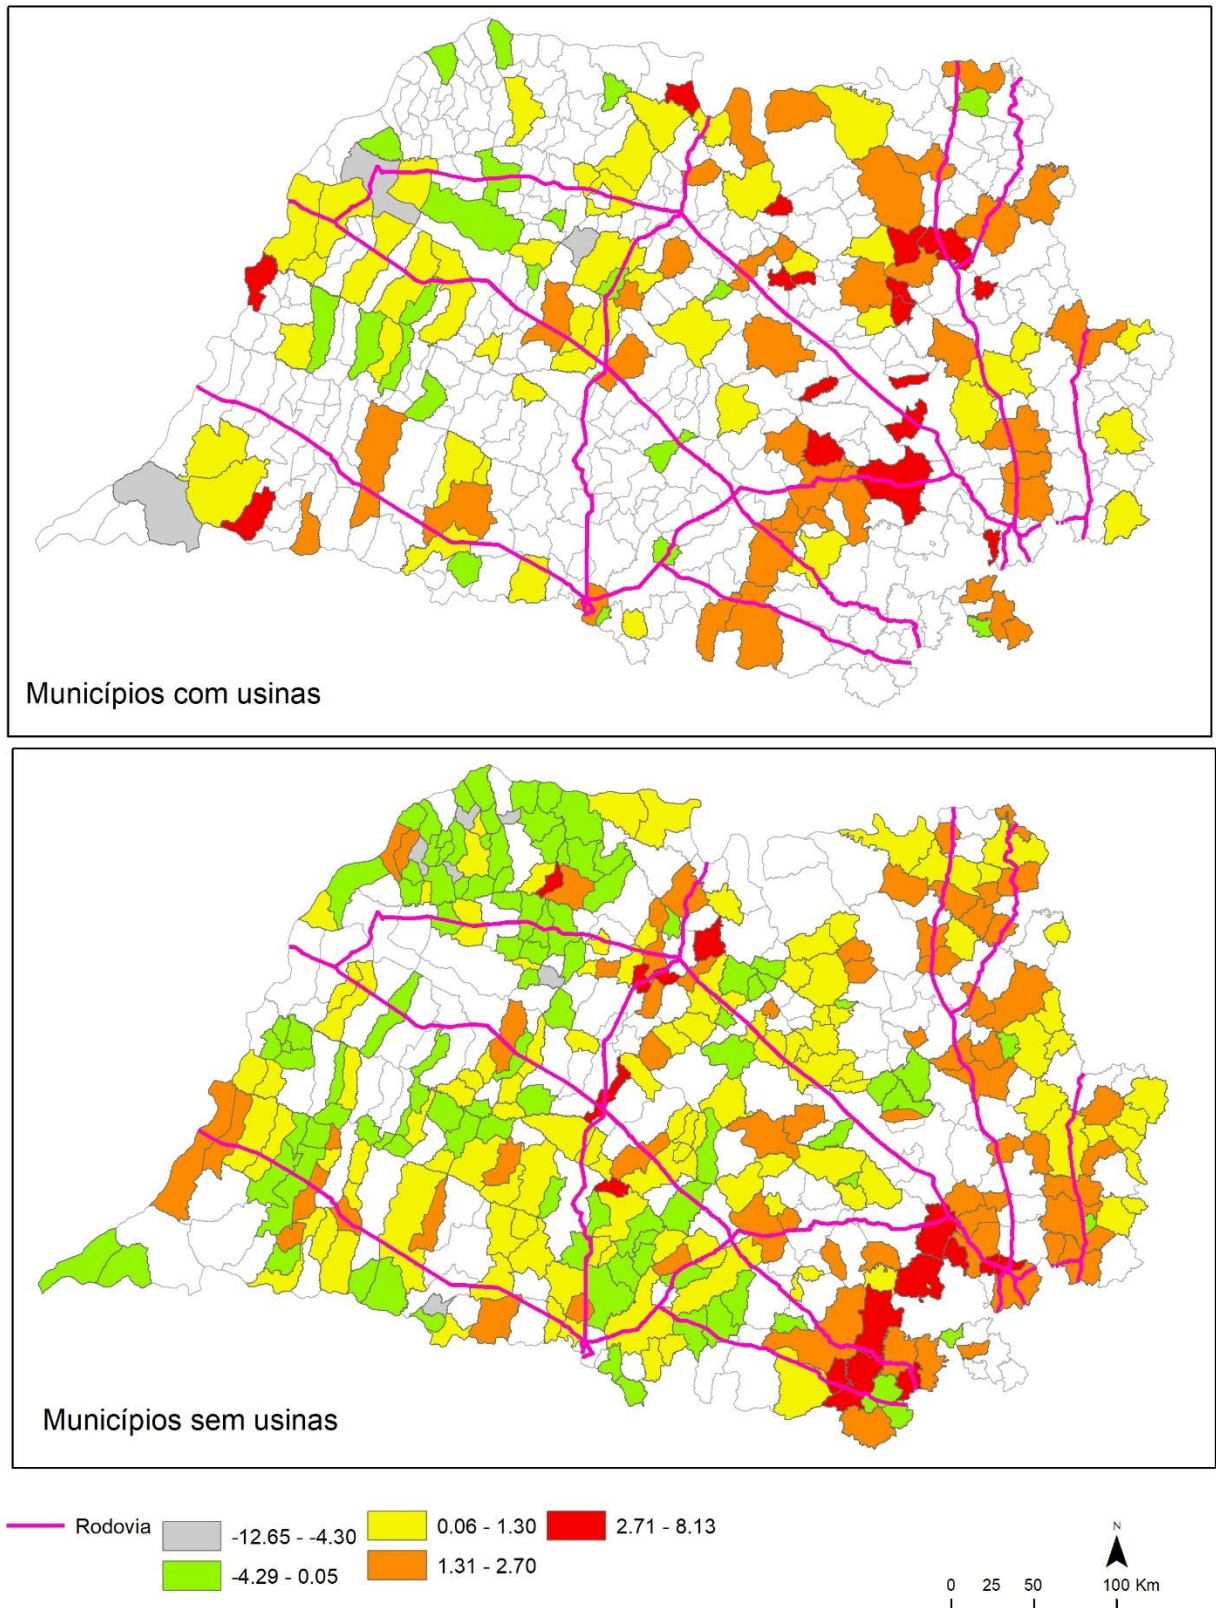 Municípios com usinas
Municípios sem usinas
Rodovia
-12.65 - -4.30
-4.29 - 0.05
0.06 - 1.30
1.31 - 2.70
2.71 - 8.13
N
0 25 50 100 Km